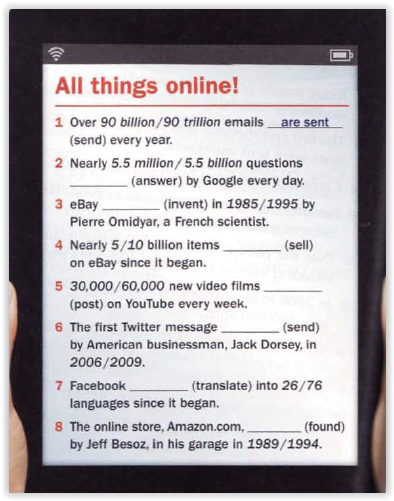 All things online!
1 Over 90 billion/90 trillion emails are sent
(send) every year.
2 Nearly 5.5 million/ 5.5 billion questions
________ (answer) by Google every day.
3 eBay ________ (invent) in 1985/1995 by
Pierre Omidyar, a French scientist.
4 Nearly 5/10 billion items ________ (sell)
on eBay since it began.
5 30,000/60,000 new video films ________
(post) on YouTube every week.
6 The first Twitter message ________ (send)
by American businessman, Jack Dorsey, in
2006/2009.
7 Facebook ________ (translate) into 26/76
languages since it began.
8 The online store, Amazon.com, ________ (found)
by Jeff Besoz, in his garage in 1989/1994.